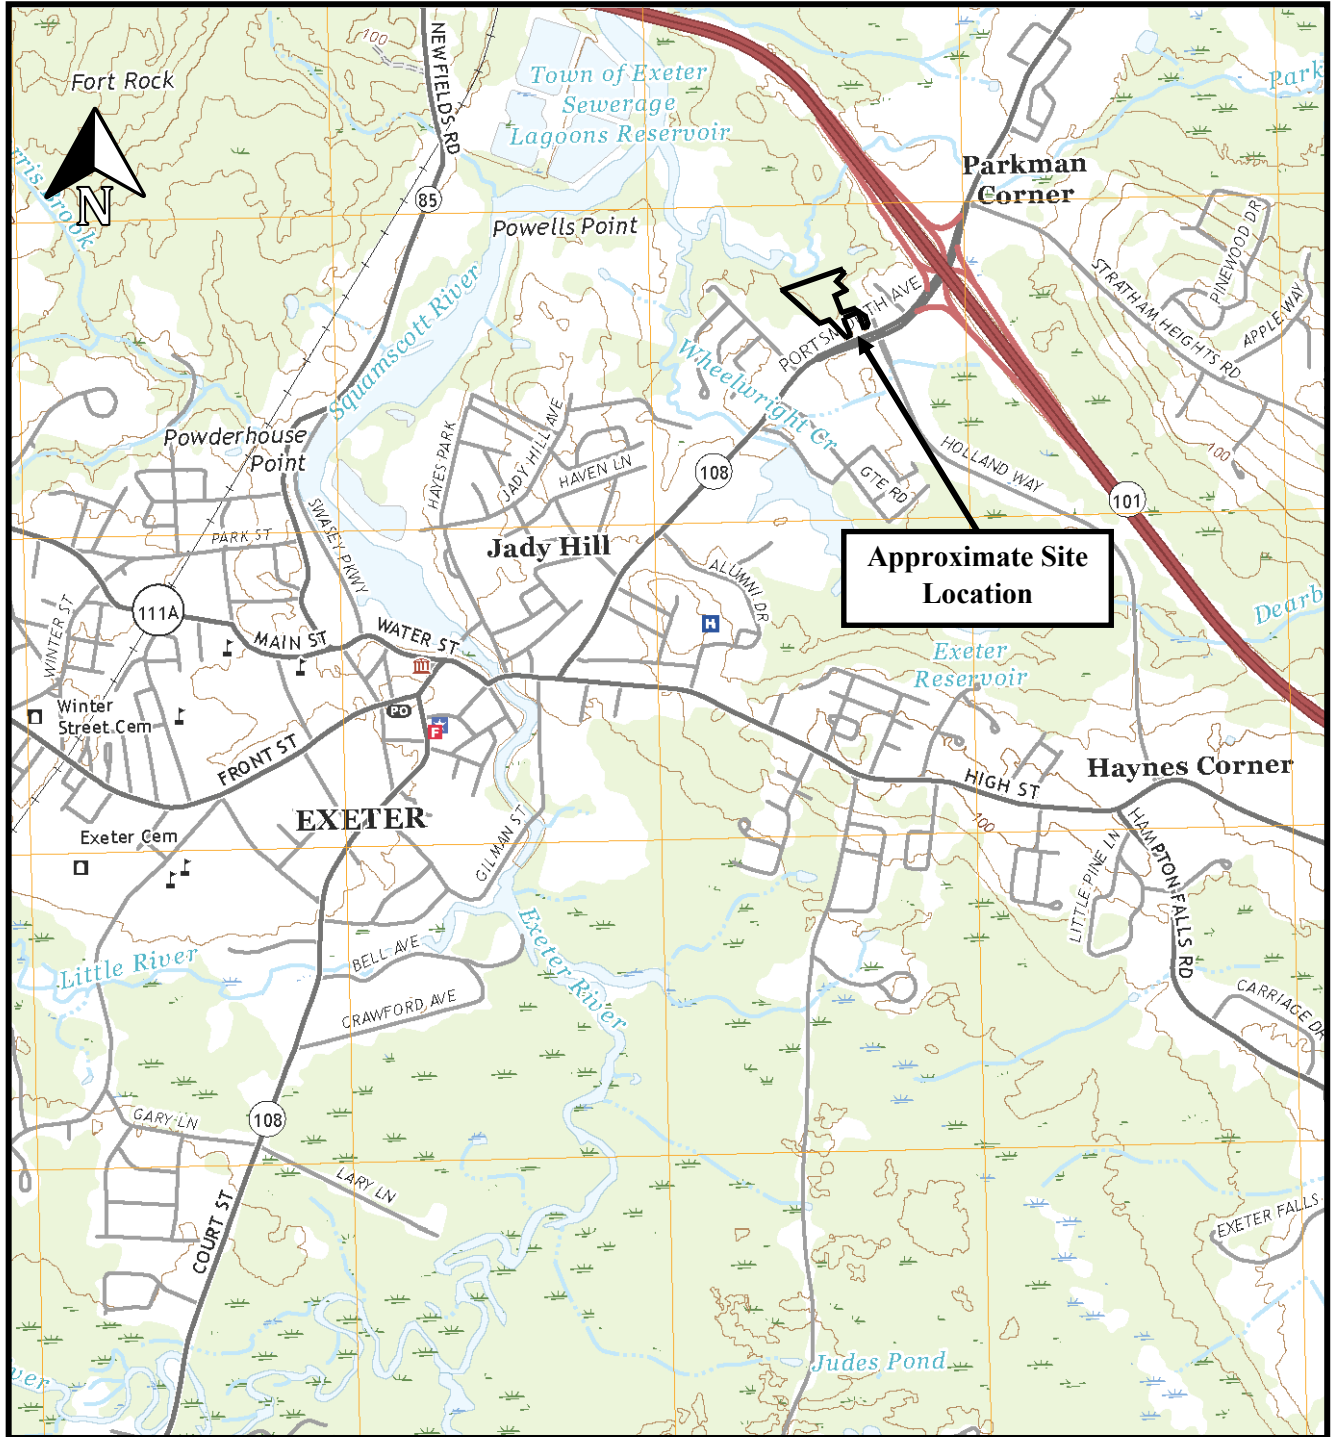 100
NEWFIELDS RD
Fort Rock
Town of Exeter
Sewerage
Lagoons Reservoir
Park
Parkman
Corner
N
rris Brook
85
Powells Point
PINEWOOD DR
STRATHAM HEIGHTS RD
APPLE WAY
Squamscott River
PORTSMOUTH AVE
Wheelwright Cr
Powderhouse
Point
HAYES PARK
JADY HILL AVE
HAVEN LN
108
GTE RD
HOLLAND WAY
100
101
SWASEY PKWY
PARK ST
Jady Hill
Approximate Site
Location
ALUMNI DR
111A
WINTER ST
MAIN ST
WATER ST
H
Dearb
Exeter
Reservoir
Winter
Street Cem
PO
F
FRONT ST
HIGH ST
Haynes Corner
EXETER
100
Exeter Cem
GILMAN ST
LITTLE PINE LN
HAMPTON FALLS RD
Little River
BELL AVE
Exeter River
CRAWFORD AVE
CARRIAGE DR
GARY LN
108
LARY LN
COURT ST
EXETER FALLS
Judes Pond
ver